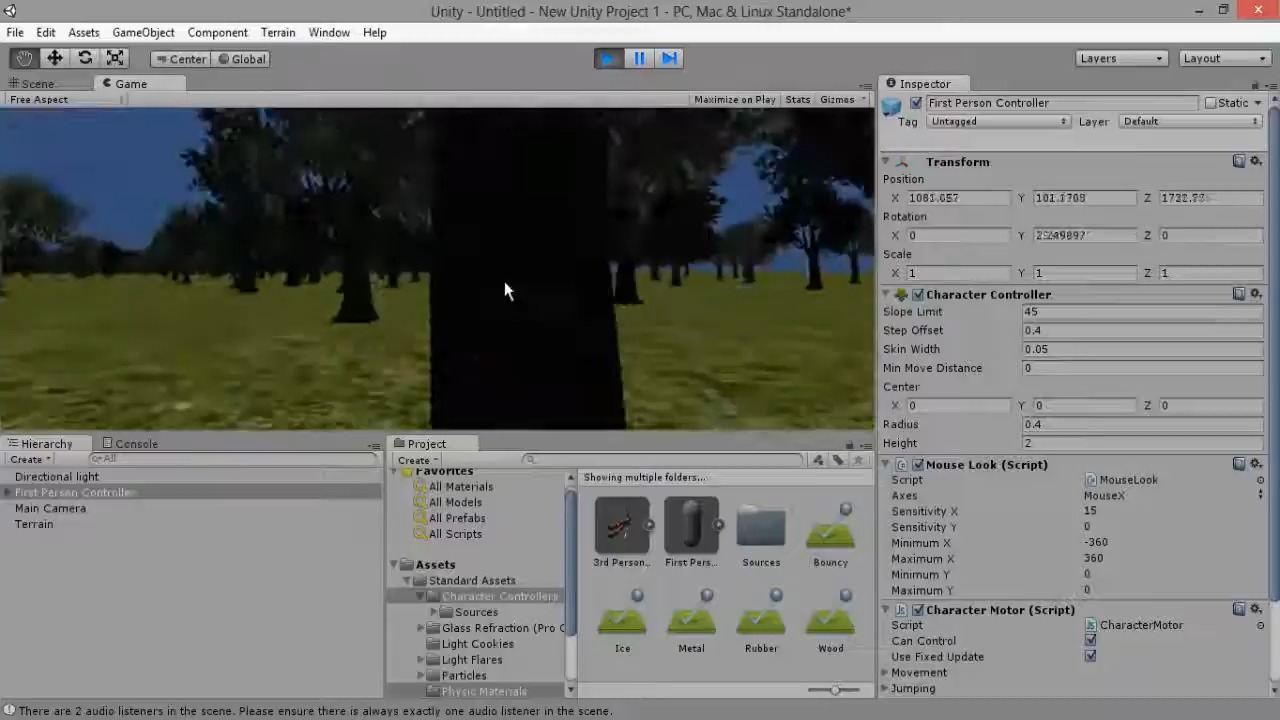 Unity - Untitled - New Unity Project 1 - PC, Mac & Linux Standalone*
File Edit Assets GameObject Component Terrain Window Help
Center Global Layers Layout
Scene Game Inspector
Free Aspect Maximize on Play Stats Gizmos
First Person Controller Static
Tag Untagged Layer Default
Transform
Position
X 1081.657 Y 101.1708 Z
Rotation
X 0 Y Z 0
Scale
X 1 Y 1 Z 1
Character Controller
Slope Limit 45
Step Offset 0.4
Skin Width 0.05
Min Move Distance 0
Center
X 0 Y 0 Z 0
Radius 0.4
Height 2
Mouse Look (Script)
Script MouseLook
Axes MouseX
Sensitivity X 15
Sensitivity Y 0
Minimum X -360
Maximum X 360
Minimum Y 0
Maximum Y 0
Character Motor (Script)
Script CharacterMotor
Can Control
Use Fixed Update
Movement
Jumping
Hierarchy Console
Create All
Directional light
First Person Controller
Main Camera
Terrain
Project
Create
Favorites
All Materials
All Models
All Prefabs
All Scripts
Assets
Standard Assets
Character Controllers
Sources
Glass Refraction (Pro O
Light Cookies
Light Flares
Particles
Physic Materials
Showing multiple folders...
3rd Person... First Pers... Sources Bouncy
Ice Metal Rubber Wood
There are 2 audio listeners in the scene. Please ensure there is always exactly one audio listener in the scene.